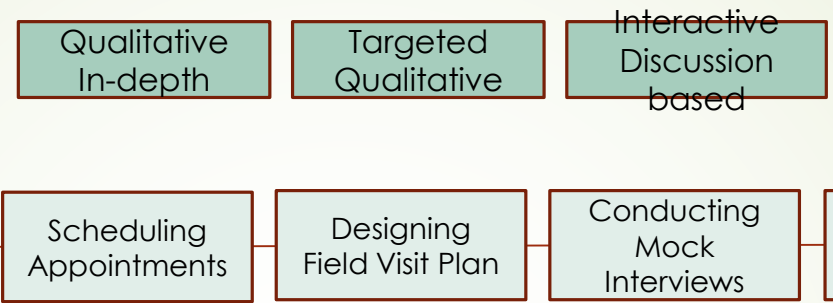 Qualitative
In-depth
Targeted
Qualitative
Interactive
Discussion
based
Scheduling
Appointments
Designing
Field Visit Plan
Conducting
Mock
Interviews